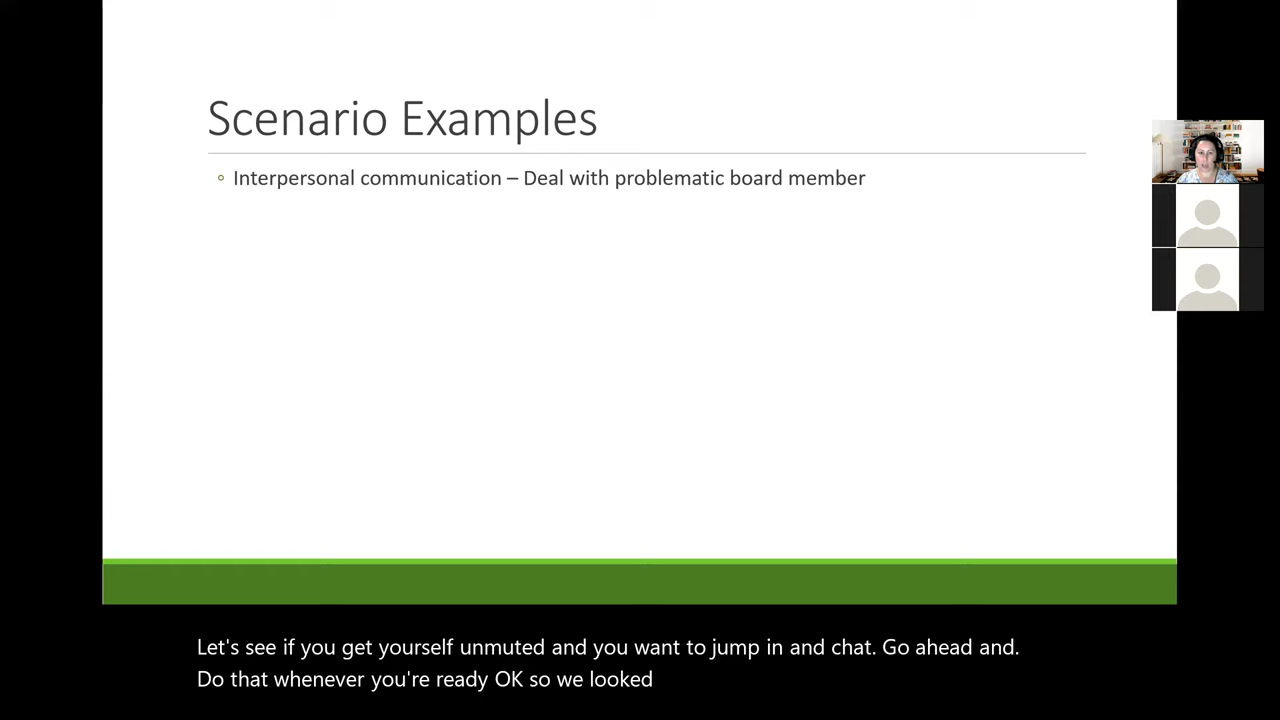 Scenario Examples
Interpersonal communication – Deal with problematic board member
Let's see if you get yourself unmuted and you want to jump in and chat. Go ahead and.
Do that whenever you're ready OK so we looked